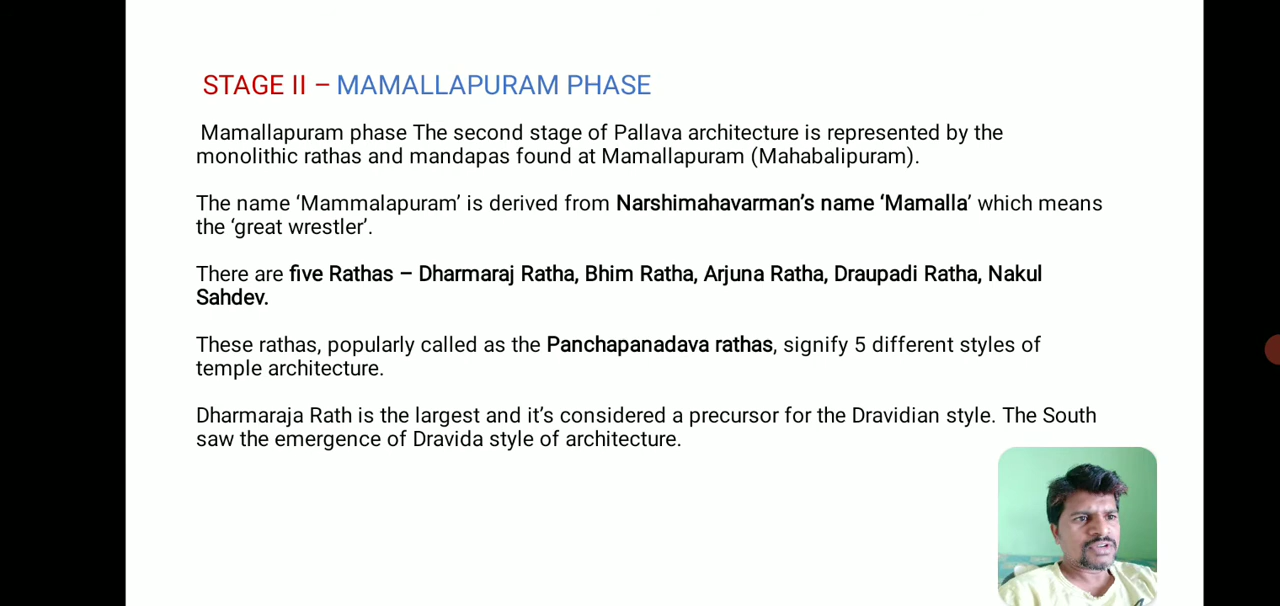 STAGE II – MAMALLAPURAM PHASE
Mamallapuram phase The second stage of Pallava architecture is represented by the
monolithic rathas and mandapas found at Mamallapuram (Mahabalipuram).
The name ‘Mammalapuram’ is derived from Narshimahavarman’s name ‘Mamalla’ which means
the ‘great wrestler’.
There are five Rathas – Dharmaraj Ratha, Bhim Ratha, Arjuna Ratha, Draupadi Ratha, Nakul
Sahdev.
These rathas, popularly called as the Panchapanadava rathas, signify 5 different styles of
temple architecture.
Dharmaraja Rath is the largest and it’s considered a precursor for the Dravidian style. The South
saw the emergence of Dravida style of architecture.